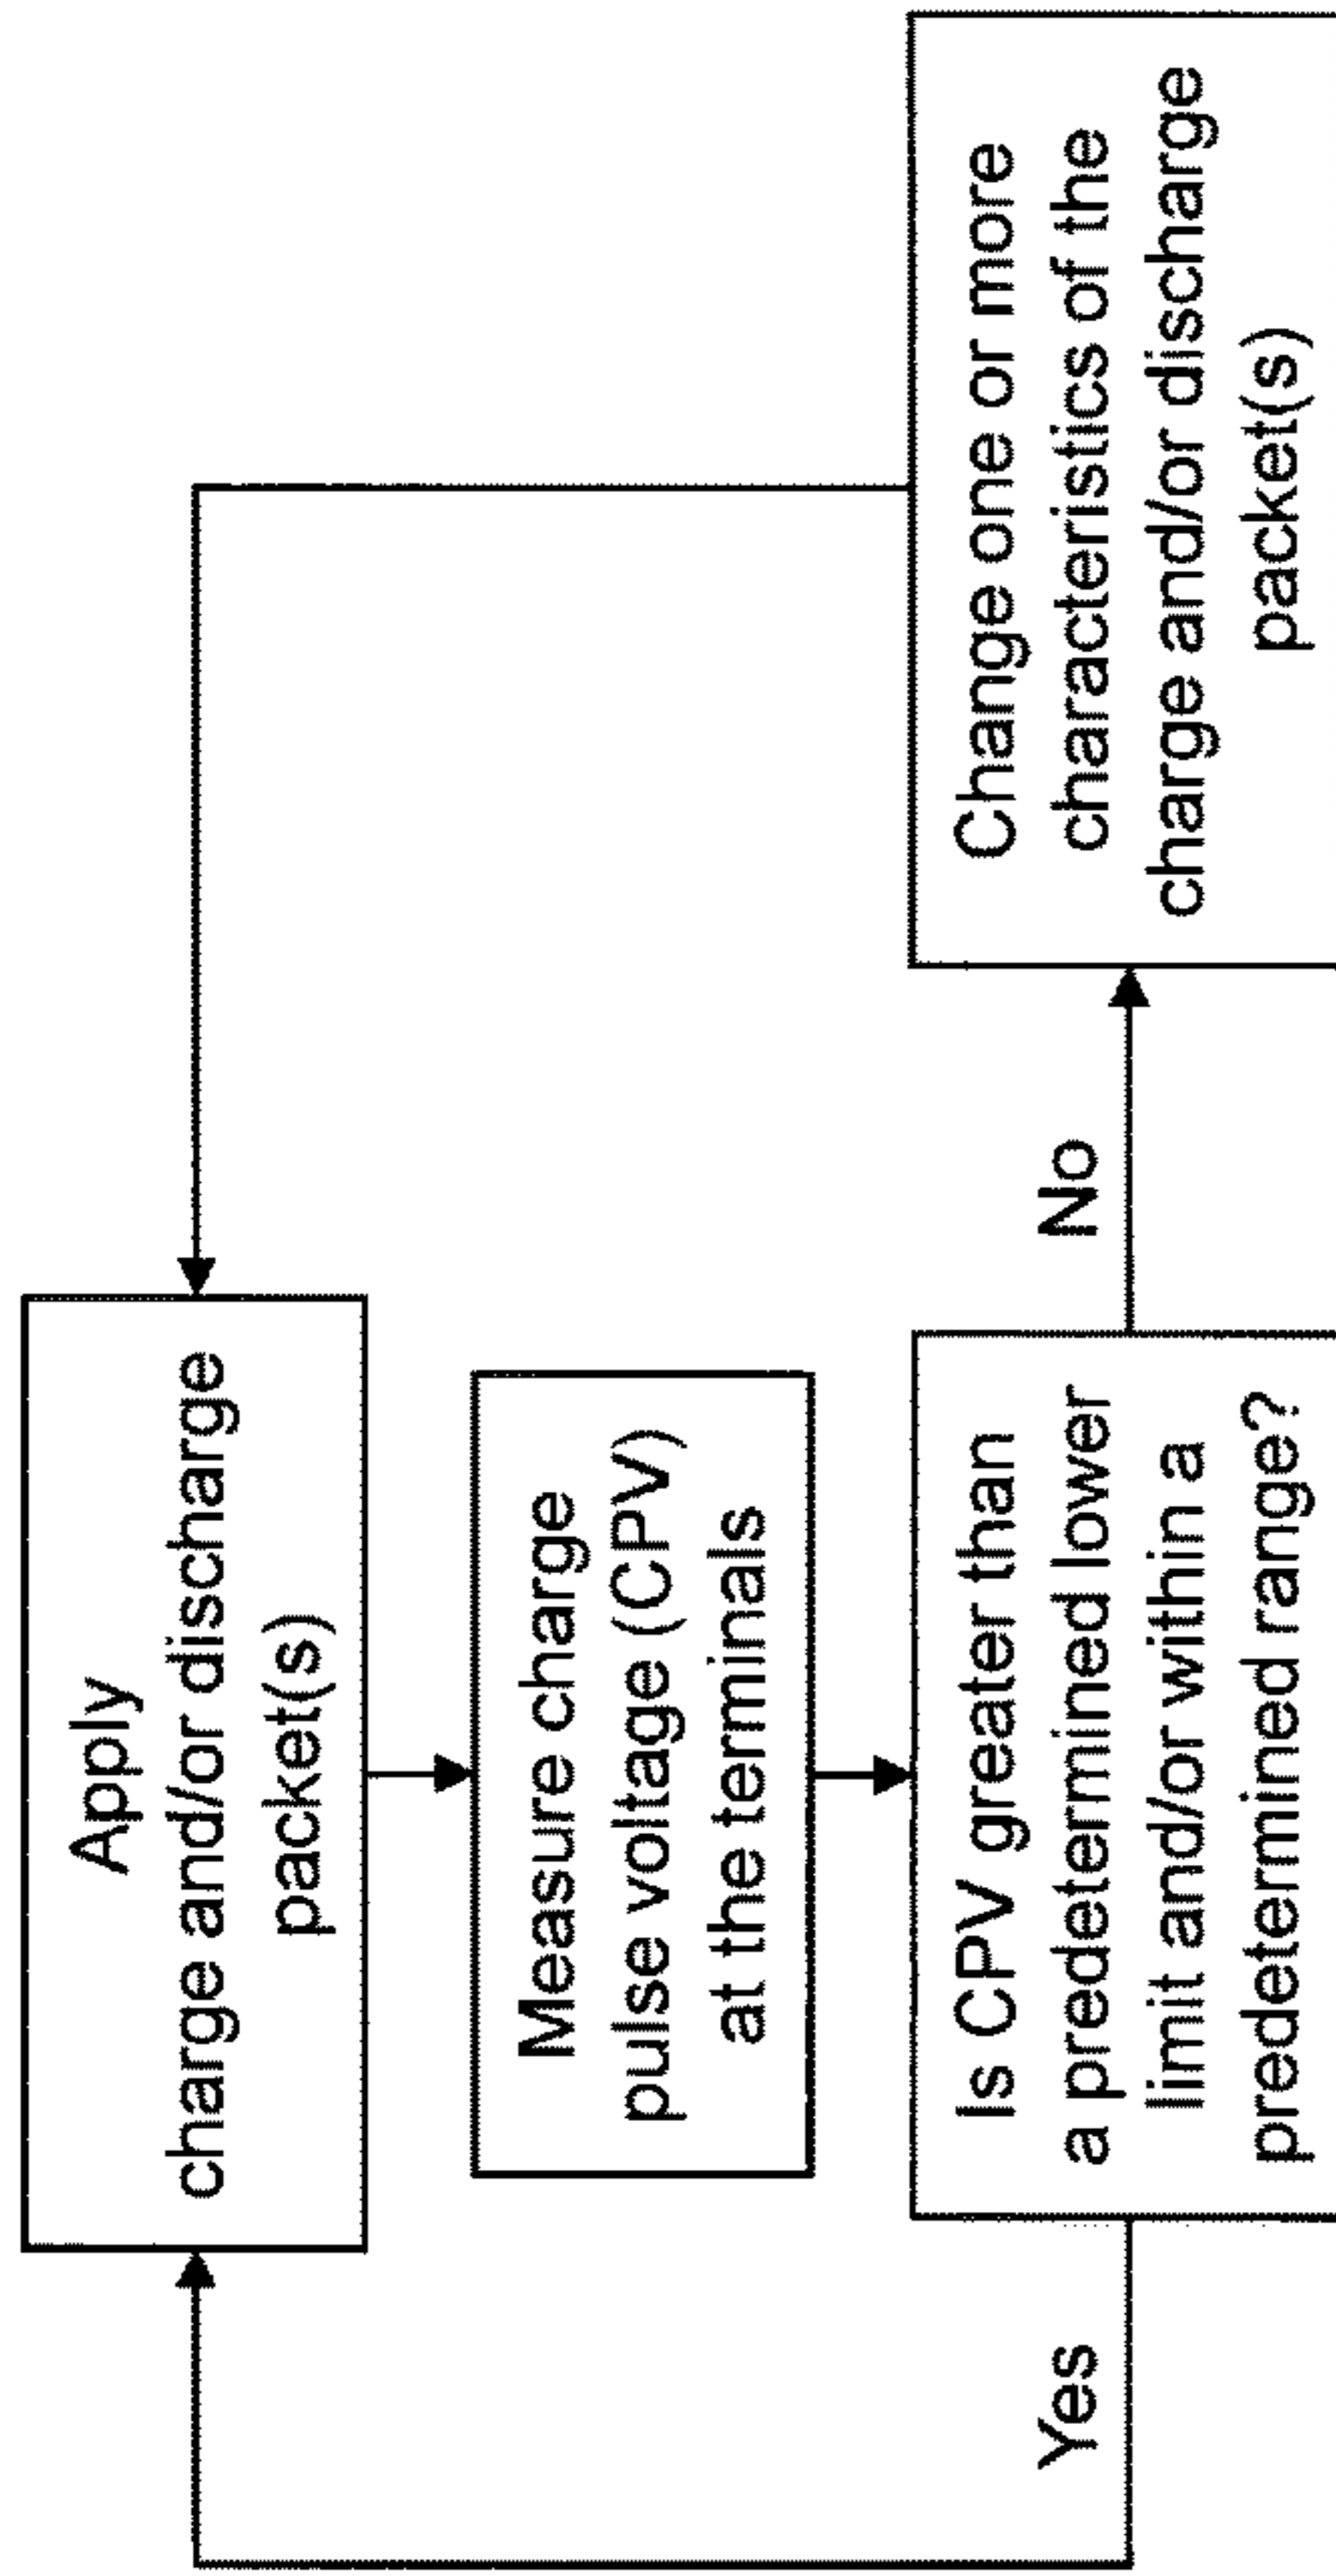 Apply
charge and/or discharge
packet(s)
Measure charge
pulse voltage (CPV)
at the terminals
Is CPV greater than
a predetermined lower
limit and/or within a
predetermined range?
Yes
No
Change one or more
characteristics of the
charge and/or discharge
packet(s)